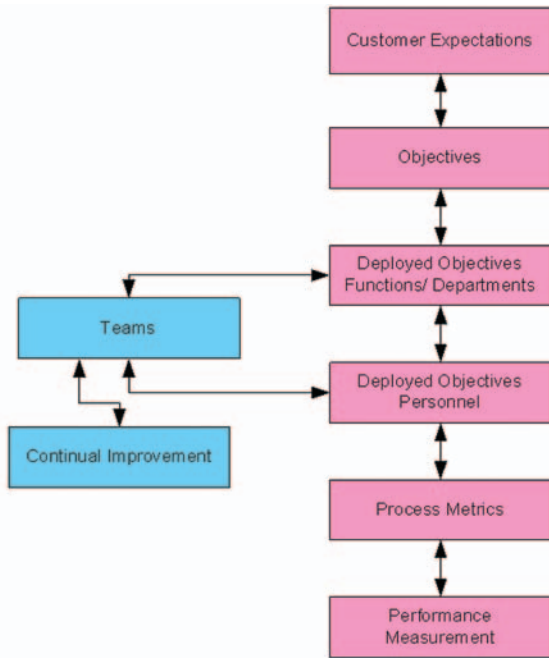 Customer Expectations
Objectives
Deployed Objectives
Functions/ Departments
Teams
Deployed Objectives
Personnel
Continual Improvement
Process Metrics
Performance
Measurement